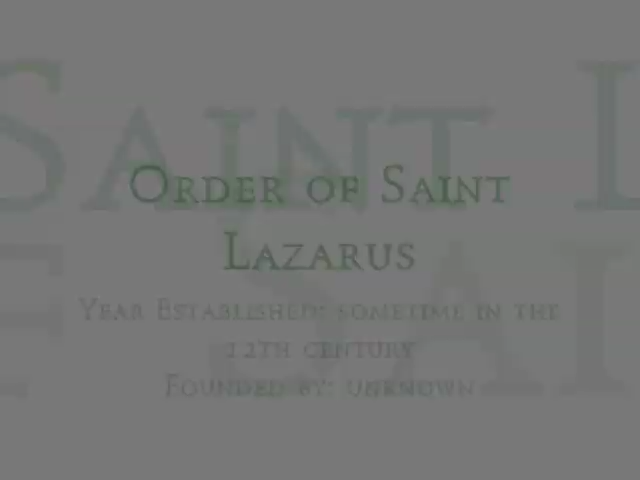 Order of Saint
Lazarus
Year Established: sometime in the
12th century
Founded by: unknown